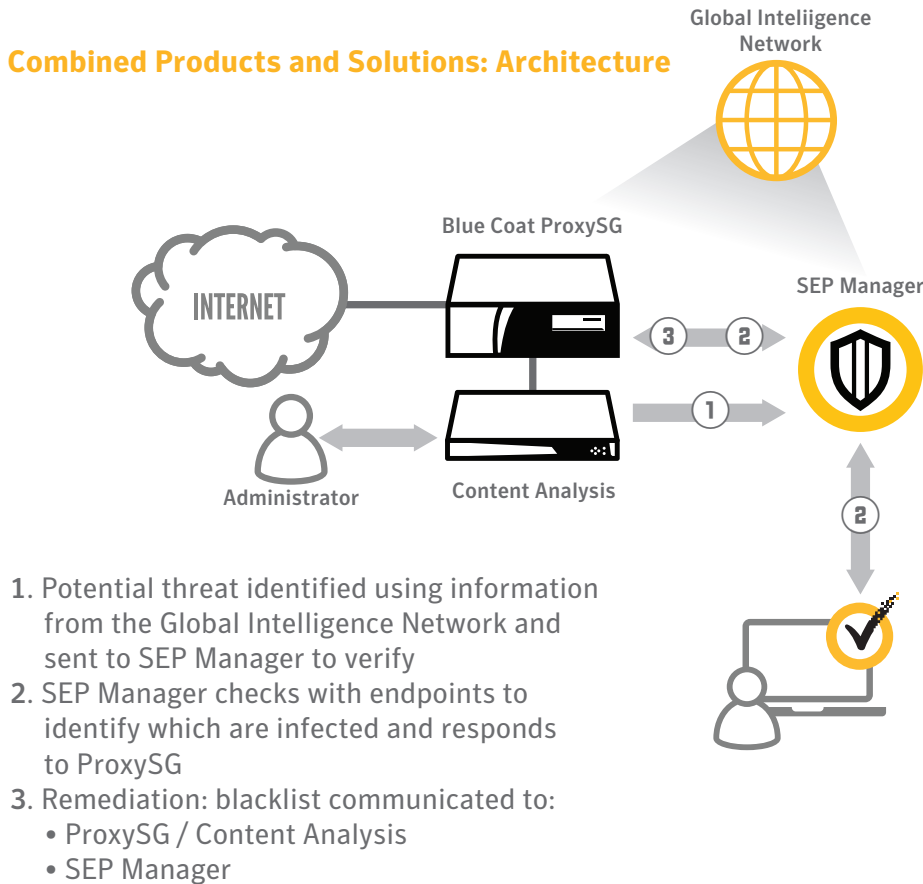 Global Inteliigence
Network
Combined Products and Solutions: Architecture
Blue Coat ProxySG
SEP Manager
INTERNET
3
2
1
Administrator
Content Analysis
2
1. Potential threat identified using information
from the Global Intelligence Network and
sent to SEP Manager to verify
2. SEP Manager checks with endpoints to
identify which are infected and responds
to ProxySG
3. Remediation: blacklist communicated to:
• ProxySG / Content Analysis
• SEP Manager